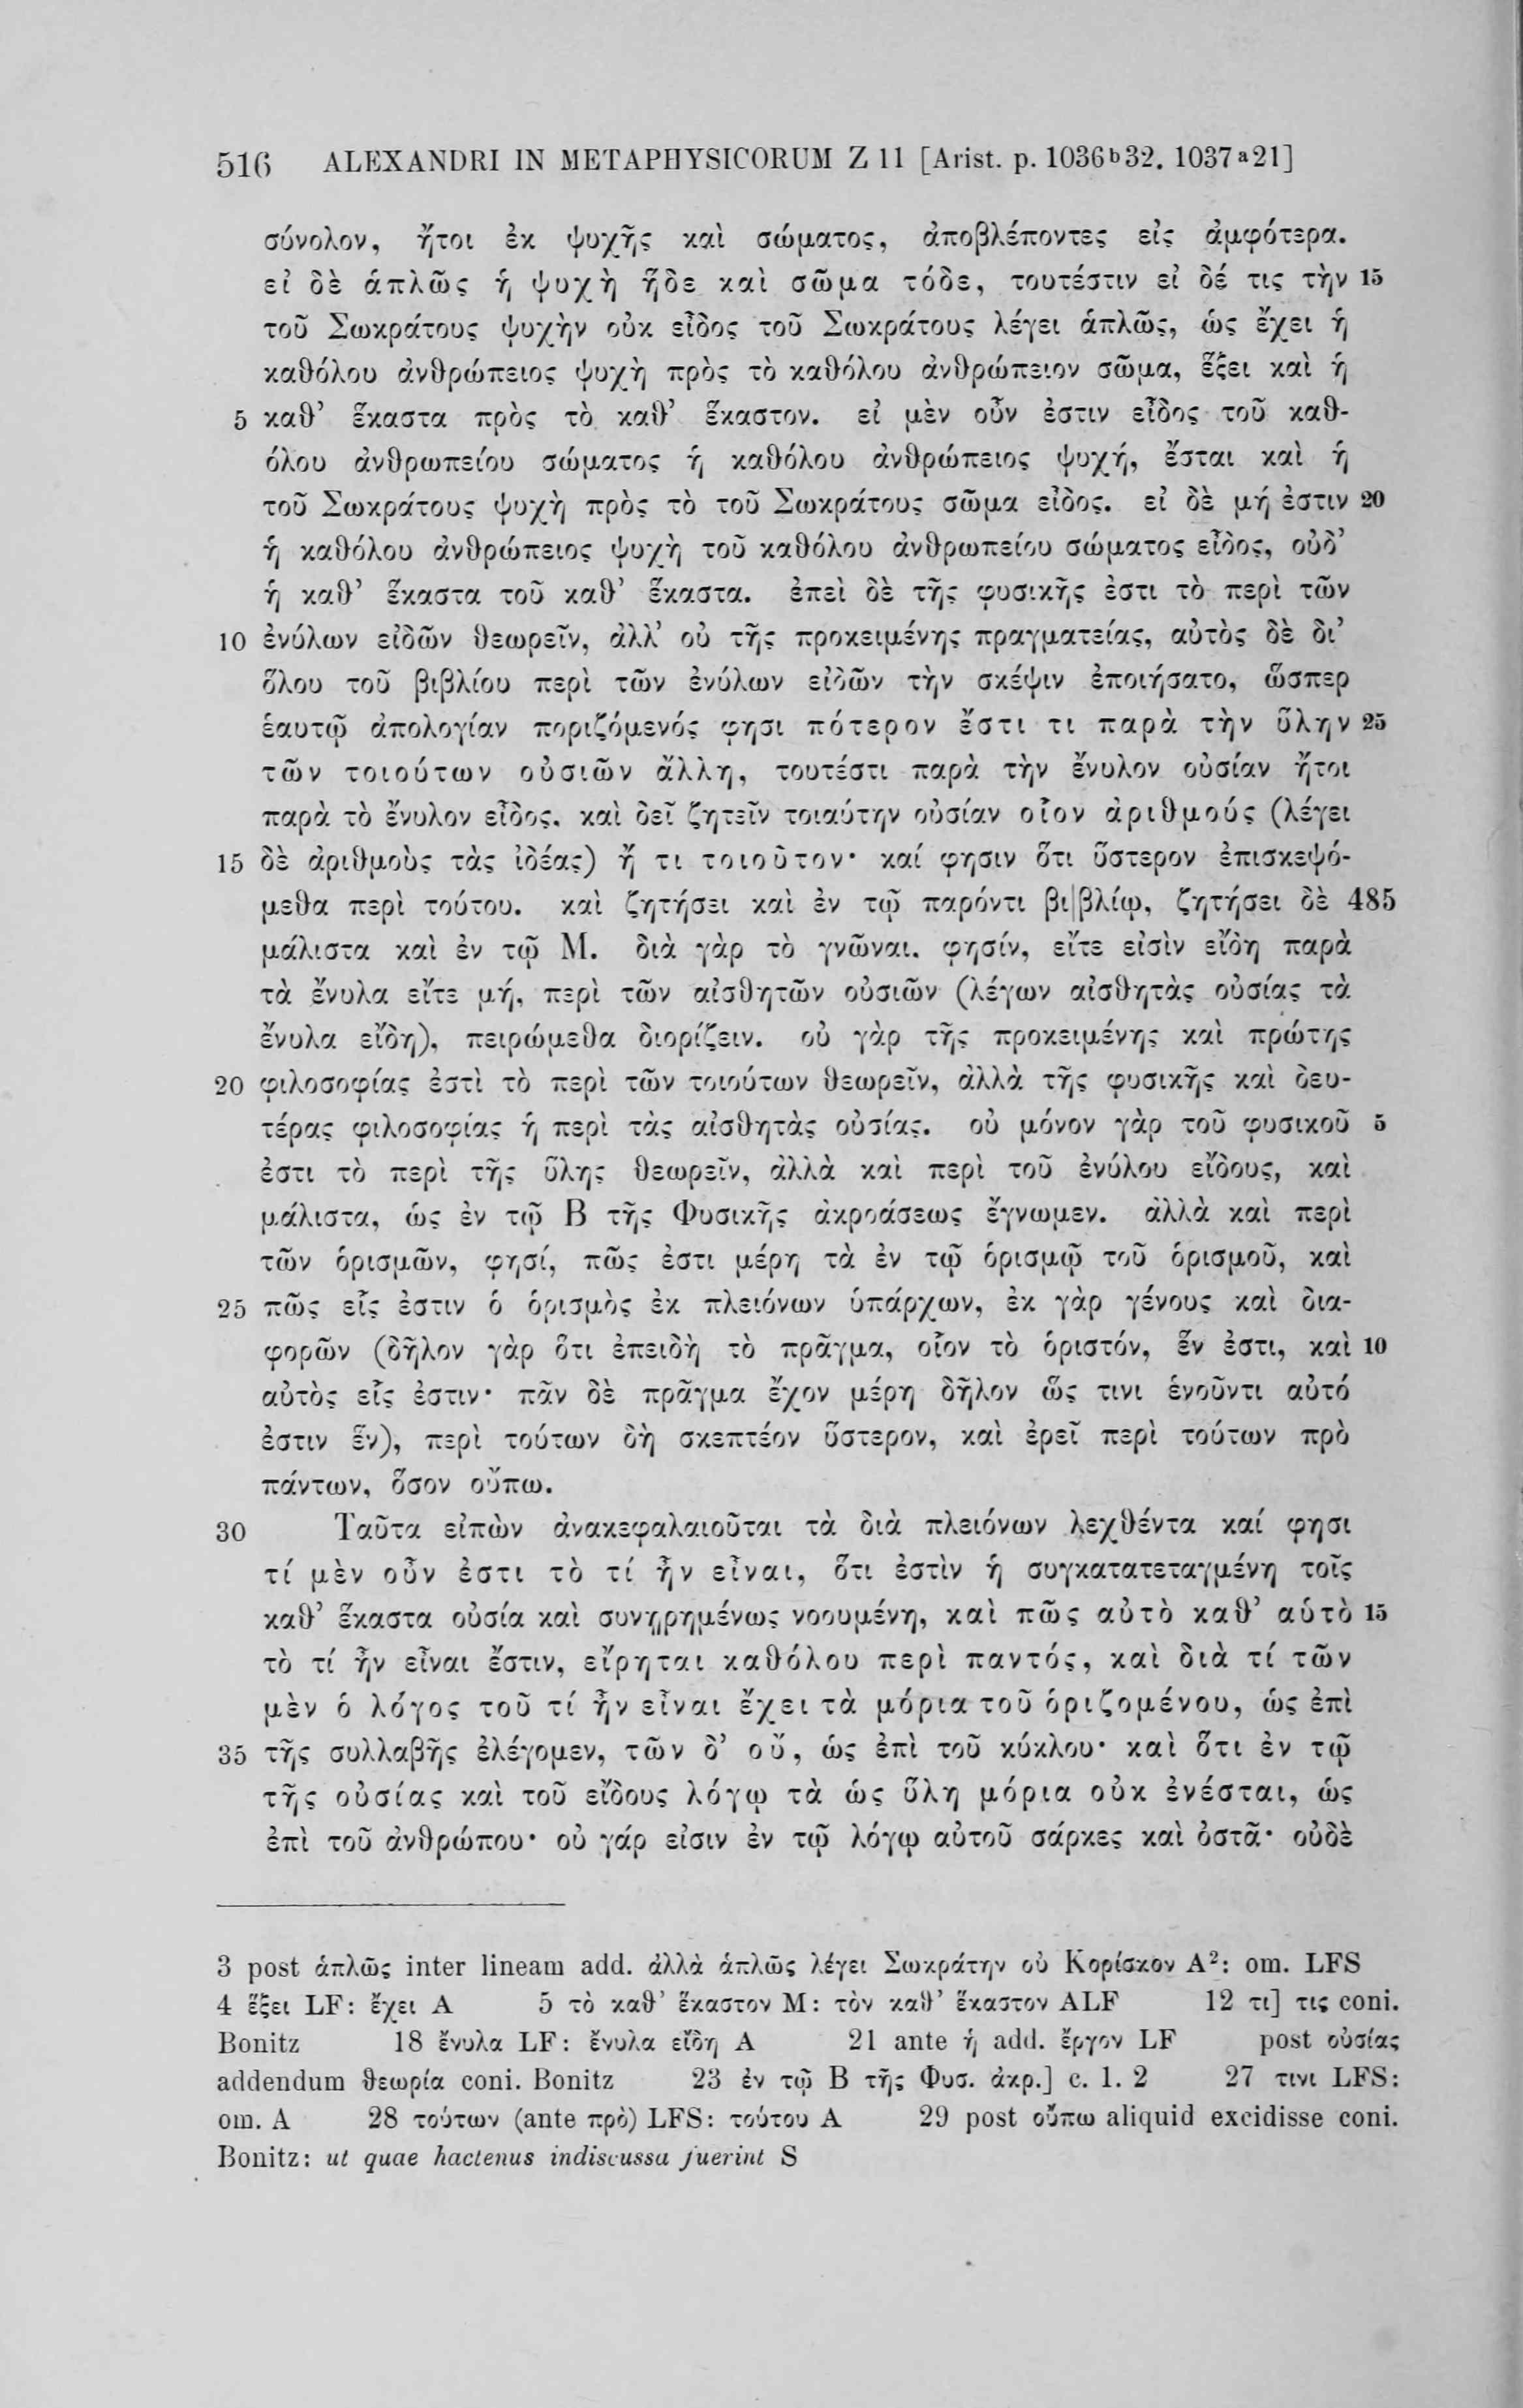 516 ALEXANDRI IN METAPHYSICORUM Z 11 [Arist. p. 1036b32. 1037a21]
σύνολον, ἤτοι ἐκ ψυχῆς καὶ σώματος, ἀποβλέποντες εἰς ἀμφότερα.
εἰ δὲ ἁπλῶς ἡ ψυχὴ ἥδε καὶ σῶμα τόδε, τουτέστιν εἰ δέ τις τὴν 15
τοῦ Σωκράτους ψυχὴν οὐκ εἶδος τοῦ Σωκράτους λέγει ἁπλῶς, ὡς ἔχει ἡ
καθόλου ἀνθρώπειος ψυχὴ πρὸς τὸ καθόλου ἀνθρώπειον σῶμα, ἕξει καὶ ἡ
5 καθ’ ἕκαστα πρὸς τὸ καθ’ ἕκαστον. εἰ μὲν οὖν ἐστιν εἶδος τοῦ καθ-
όλου ἀνθρωπείου σώματος ἡ καθόλου ἀνθρώπειος ψυχή, ἔσται καὶ ἡ
τοῦ Σωκράτους ψυχὴ πρὸς τὸ τοῦ Σωκράτους σῶμα εἶδος. εἰ δὲ μή ἐστιν 20
ἡ καθόλου ἀνθρώπειος ψυχὴ τοῦ καθόλου ἀνθρωπείου σώματος εἶδος, οὐδ’
ἡ καθ’ ἕκαστα τοῦ καθ’ ἕκαστα. ἐπεὶ δὲ τῆς φυσικῆς ἐστι τὸ περὶ τῶν
10 ἐνύλων εἰδῶν θεωρεῖν, ἀλλ’ οὐ τῆς προκειμένης πραγματείας, αὐτὸς δὲ δι’
ὅλου τοῦ βιβλίου περὶ τῶν ἐνύλων εἰδῶν τὴν σκέψιν ἐποιήσατο, ὥσπερ
ἑαυτῷ ἀπολογίαν ποριζόμενός φησι πότερον ἔστι τι παρὰ τὴν ὕλην 25
τῶν τοιούτων οὐσιῶν ἄλλη, τουτέστι παρὰ τὴν ἔνυλον οὐσίαν ἤτοι
παρὰ τὸ ἔνυλον εἶδος, καὶ δεῖ ζητεῖν τοιαύτην οὐσίαν οἷον ἀριθμούς (λέγει
15 δὲ ἀριθμοὺς τὰς ἰδέας) ἤ τι τοιοῦτον· καί φησιν ὅτι ὕστερον ἐπισκεψό-
μεθα περὶ τούτου. καὶ ζητήσει καὶ ἐν τῷ παρόντι βι|βλίῳ, ζητήσει δὲ 485
μάλιστα καὶ ἐν τῷ Μ. διὰ γὰρ τὸ γνῶναι, φησίν, εἴτε εἰσὶν εἴδη παρὰ
τὰ ἔνυλα εἴτε μή, περὶ τῶν αἰσθητῶν οὐσιῶν (λέγων αἰσθητὰς οὐσίας τὰ
ἔνυλα εἴδη), πειρώμεθα διορίζειν. οὐ γὰρ τῆς προκειμένης καὶ πρώτης
20 φιλοσοφίας ἐστὶ τὸ περὶ τῶν τοιούτων θεωρεῖν, ἀλλὰ τῆς φυσικῆς καὶ δευ-
τέρας φιλοσοφίας ἡ περὶ τὰς αἰσθητὰς οὐσίας. οὐ μόνον γὰρ τοῦ φυσικοῦ 5
ἐστι τὸ περὶ τῆς ὕλης θεωρεῖν, ἀλλὰ καὶ περὶ τοῦ ἐνύλου εἴδους, καὶ
μάλιστα, ὡς ἐν τῷ Β τῆς Φυσικῆς ἀκροάσεως ἔγνωμεν. ἀλλὰ καὶ περὶ
τῶν ὁρισμῶν, φησί, πῶς ἐστι μέρη τὰ ἐν τῷ ὁρισμῷ τοῦ ὁρισμοῦ, καὶ
25 πῶς εἷς ἐστιν ὁ ὁρισμὸς ἐκ πλειόνων ὑπάρχων, ἐκ γὰρ γένους καὶ δια-
φορῶν (δῆλον γὰρ ὅτι ἐπειδὴ τὸ πρᾶγμα, οἷον τὸ ὁριστόν, ἕν ἐστι, καὶ 10
αὐτὸς εἷς ἐστιν· πᾶν δὲ πρᾶγμα ἔχον μέρη δῆλον ὥς τινι ἑνοῦντι αὐτό
ἐστιν ἕν), περὶ τούτων δὴ σκεπτέον ὕστερον, καὶ ἐρεῖ περὶ τούτων πρὸ
πάντων, ὅσον οὔπω.
30 Ταῦτα εἰπὼν ἀνακεφαλαιοῦται τὰ διὰ πλειόνων λεχθέντα καί φησι
τί μὲν οὖν ἐστι τὸ τί ἦν εἶναι, ὅτι ἐστὶν ἡ συγκατατεταγμένη τοῖς
καθ’ ἕκαστα οὐσία καὶ συνῃρημένως νοουμένη, καὶ πῶς αὐτὸ καθ’ αὑτὸ 15
τὸ τί ἦν εἶναι ἔστιν, εἴρηται καθόλου περὶ παντός, καὶ διὰ τί τῶν
μὲν ὁ λόγος τοῦ τί ἦν εἶναι ἔχει τὰ μόρια τοῦ ὁριζομένου, ὡς ἐπὶ
35 τῆς συλλαβῆς ἐλέγομεν, τῶν δ’ οὔ, ὡς ἐπὶ τοῦ κύκλου· καὶ ὅτι ἐν τῷ
τῆς οὐσίας καὶ τοῦ εἴδους λόγῳ τὰ ὡς ὕλη μόρια οὐκ ἐνέσται, ὡς
ἐπὶ τοῦ ἀνθρώπου· οὐ γάρ εἰσιν ἐν τῷ λόγῳ αὐτοῦ σάρκες καὶ ὀστᾶ· οὐδὲ
3 post ἁπλῶς inter lineam add. ἀλλὰ ἁπλῶς λέγει Σωκράτην οὐ Κορίσκον A²: om. LFS
4 ἕξει LF: ἔχει A 5 τὸ καθ’ ἕκαστον M: τὸν καθ’ ἕκαστον ALF 12 τι] τις coni.
Bonitz 18 ἔνυλα LF: ἔνυλα εἴδη A 21 ante ἡ add. ἔργον LF post οὐσίας
addendum θεωρία coni. Bonitz 23 ἐν τῷ Β τῆς Φυσ. ἀκρ.] c. 1. 2 27 τινι LFS:
om. A 28 τούτων (ante πρὸ) LFS: τούτου A 29 post οὔπω aliquid excidisse coni.
Bonitz: ut quae hactenus indiscussa fuerint S